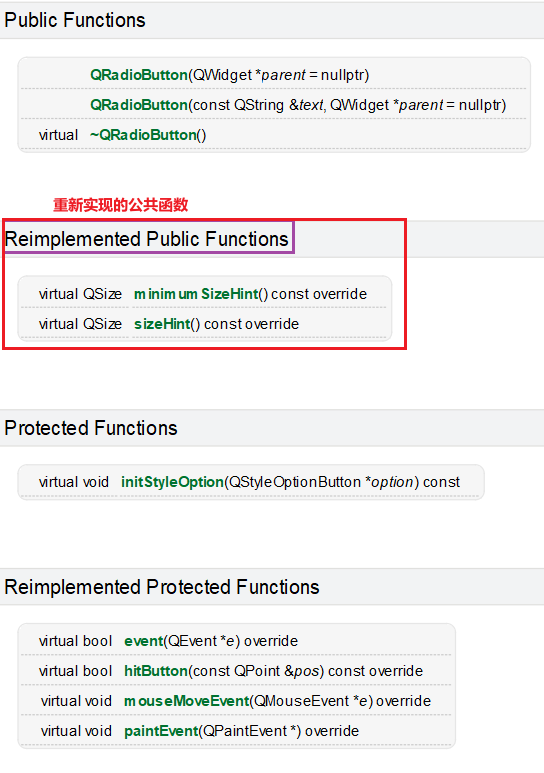 Public Functions
QRadioButton(QWidget *parent = nullptr)
QRadioButton(const QString &text, QWidget *parent = nullptr)
virtual ~QRadioButton()
重新实现的公共函数
Reimplemented Public Functions
virtual QSize minimumSizeHint() const override
virtual QSize sizeHint() const override
Protected Functions
virtual void initStyleOption(QStyleOptionButton *option) const
Reimplemented Protected Functions
virtual bool event(QEvent *e) override
virtual bool hitButton(const QPoint &pos) const override
virtual void mouseMoveEvent(QMouseEvent *e) override
virtual void paintEvent(QPaintEvent *) override